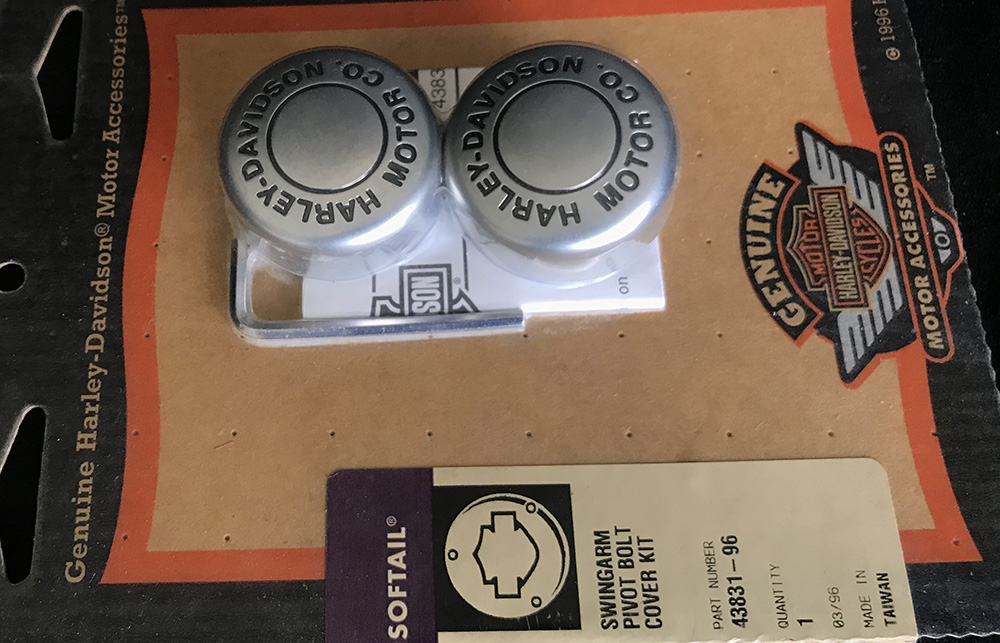 Genuine Harley-Davidson® Motor Accessories™
HARLEY-DAVIDSON MOTOR CO.
HARLEY-DAVIDSON MOTOR CO.
4383
SON®
on
© 1996 H
GENUINE
MOTOR
HARLEY-DAVIDSON
CYCLES
MOTOR ACCESSORIES™
SOFTAIL®
SWINGARM
PIVOT BOLT
COVER KIT
PART NUMBER
43831-96
QUANTITY
1
03/96
MADE IN
TAIWAN